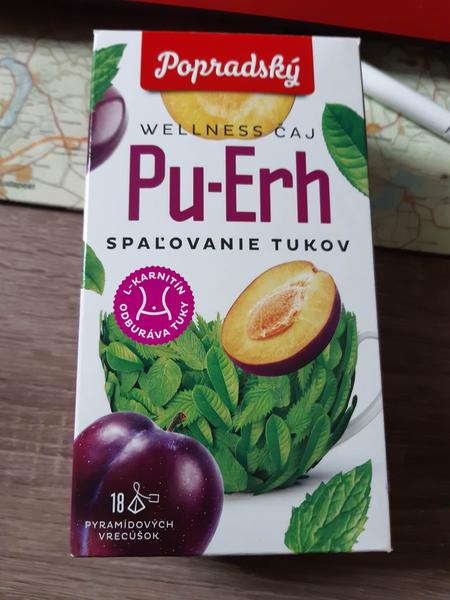 Popradský
WELLNESS ČAJ
Pu-Erh
SPAĽOVANIE TUKOV
L-KARNITÍN
ODBURÁVA TUKY
18
PYRAMÍDOVÝCH
VRECÚŠOK